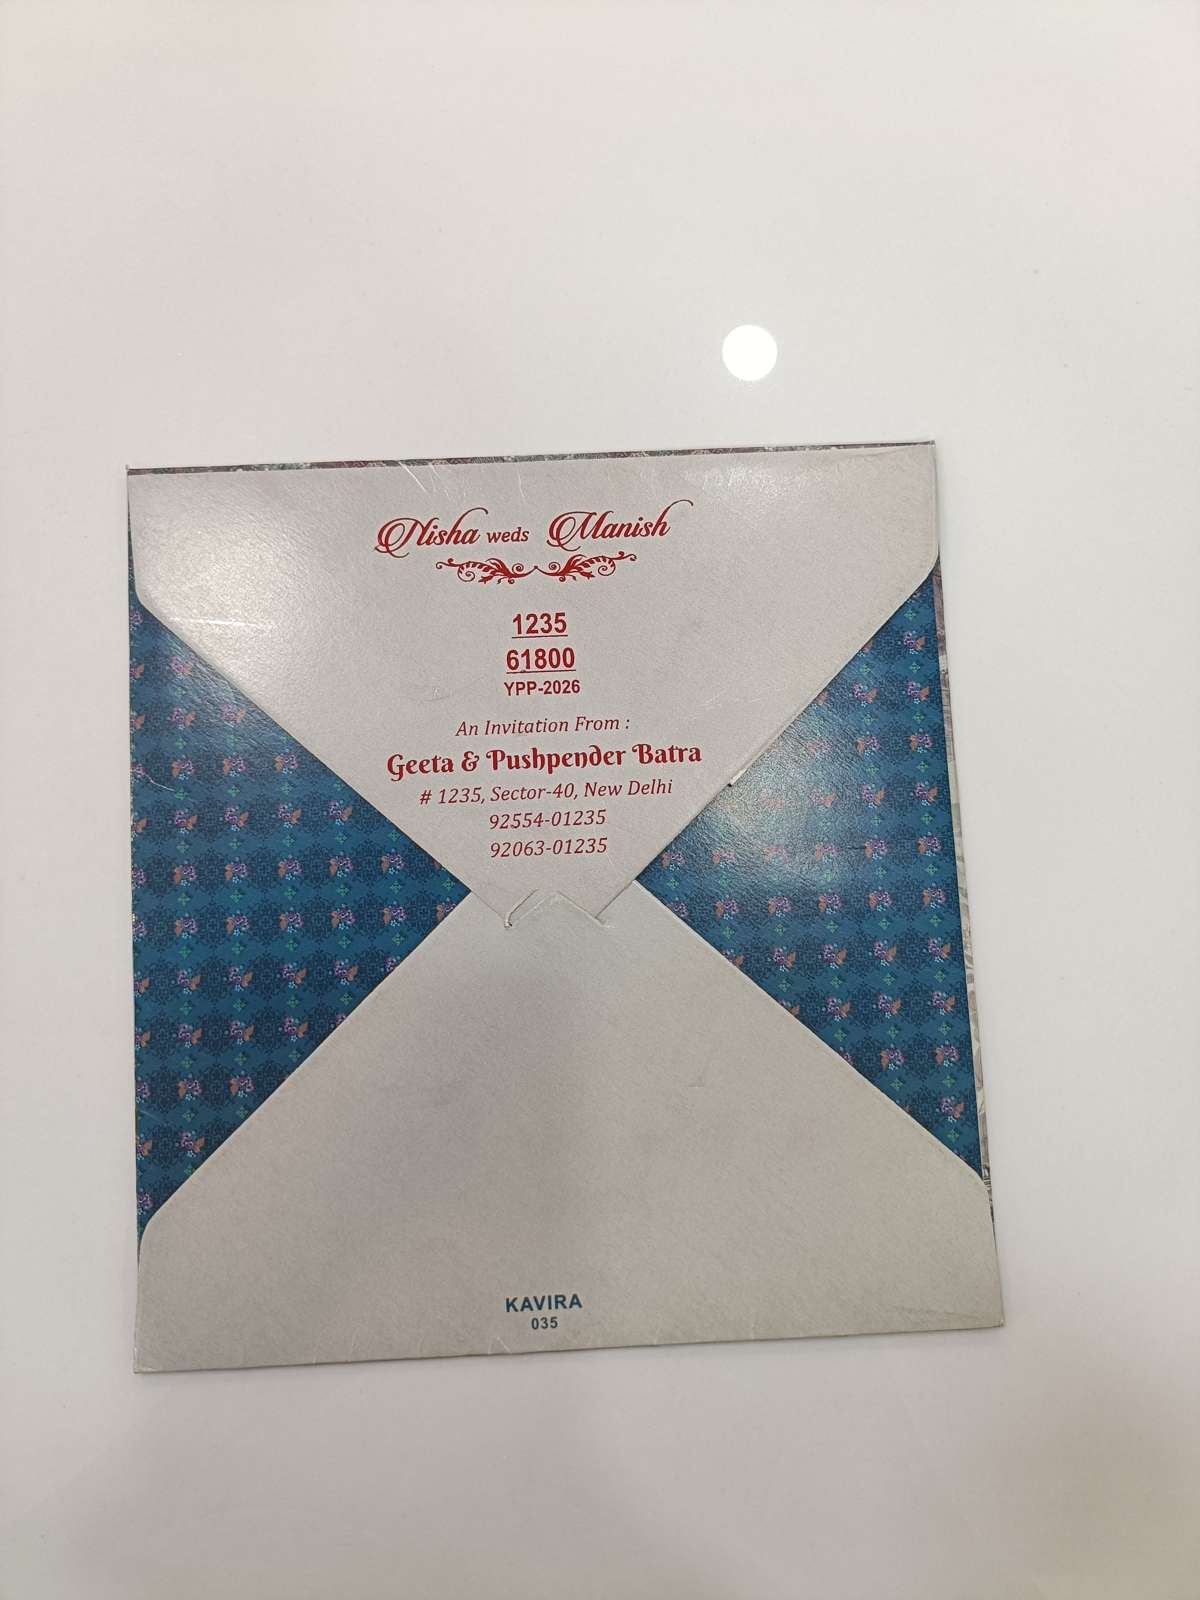 Nisha weds Manish
1235
61800
YPP-2026
An Invitation From :
Geeta & Pushpender Batra
# 1235, Sector-40, New Delhi
92554-01235
92063-01235
KAVIRA
035